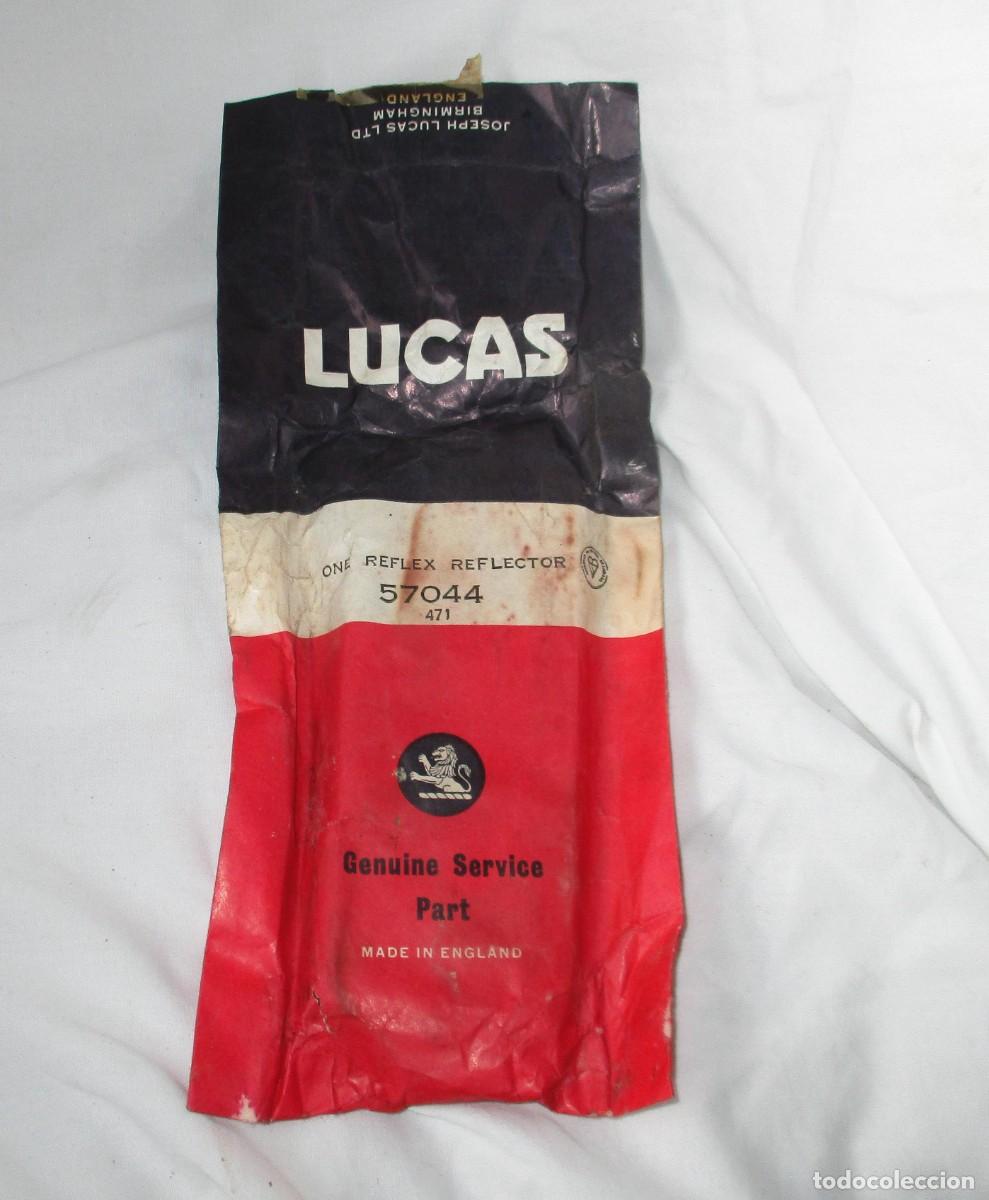 JOSEPH LUCAS LTD
BIRMINGHAM
ENGLAND
LUCAS
ONE REFLEX REFLECTOR
57044
471
Genuine Service
Part
MADE IN ENGLAND
todocoleccion